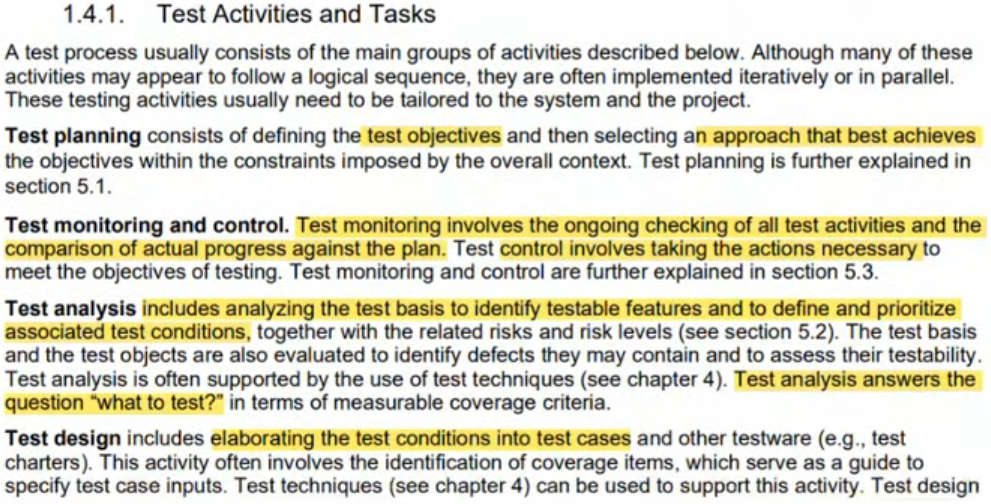 1.4.1. Test Activities and Tasks
A test process usually consists of the main groups of activities described below. Although many of these
activities may appear to follow a logical sequence, they are often implemented iteratively or in parallel.
These testing activities usually need to be tailored to the system and the project.
Test planning consists of defining the test objectives and then selecting an approach that best achieves
the objectives within the constraints imposed by the overall context. Test planning is further explained in
section 5.1.
Test monitoring and control. Test monitoring involves the ongoing checking of all test activities and the
comparison of actual progress against the plan. Test control involves taking the actions necessary to
meet the objectives of testing. Test monitoring and control are further explained in section 5.3.
Test analysis includes analyzing the test basis to identify testable features and to define and prioritize
associated test conditions, together with the related risks and risk levels (see section 5.2). The test basis
and the test objects are also evaluated to identify defects they may contain and to assess their testability.
Test analysis is often supported by the use of test techniques (see chapter 4). Test analysis answers the
question “what to test?” in terms of measurable coverage criteria.
Test design includes elaborating the test conditions into test cases and other testware (e.g., test
charters). This activity often involves the identification of coverage items, which serve as a guide to
specify test case inputs. Test techniques (see chapter 4) can be used to support this activity. Test design